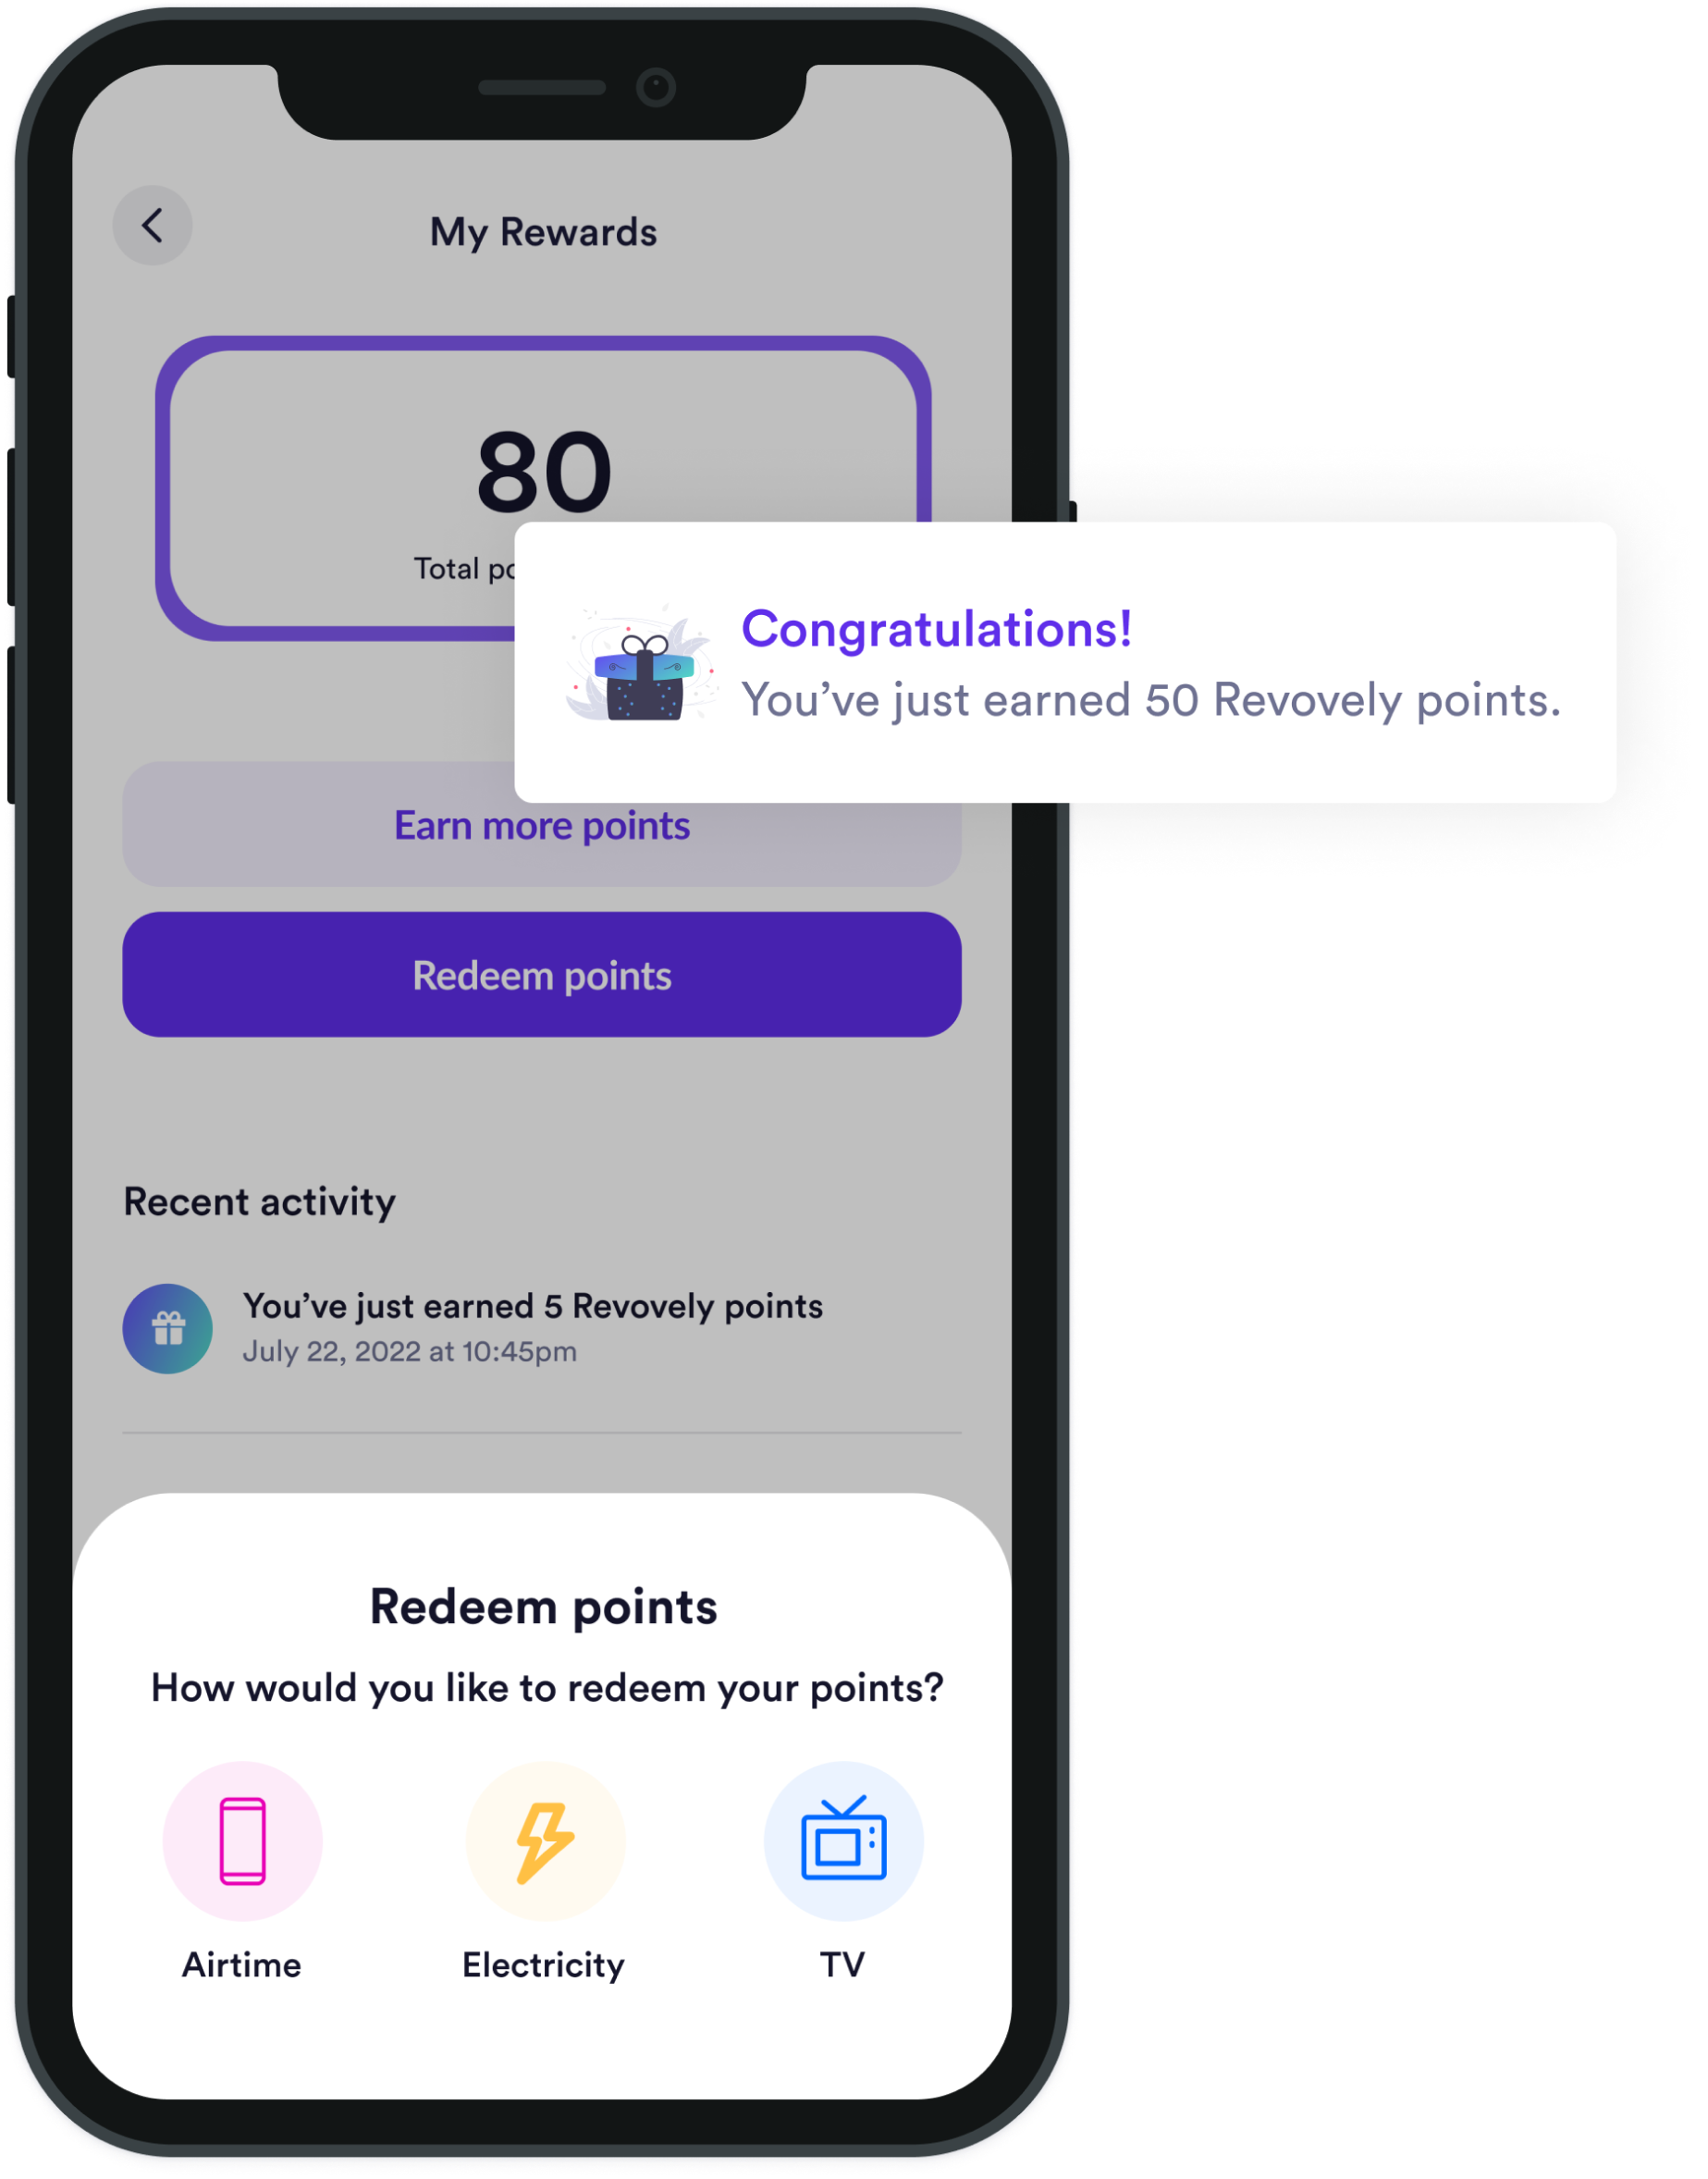 My Rewards
80
Total
Congratulations!
You’ve just earned 50 Revovely points.
Earn more points
Redeem points
Recent activity
You’ve just earned 5 Revovely points
July 22, 2022 at 10:45pm
Redeem points
How would you like to redeem your points?
Airtime
Electricity
TV